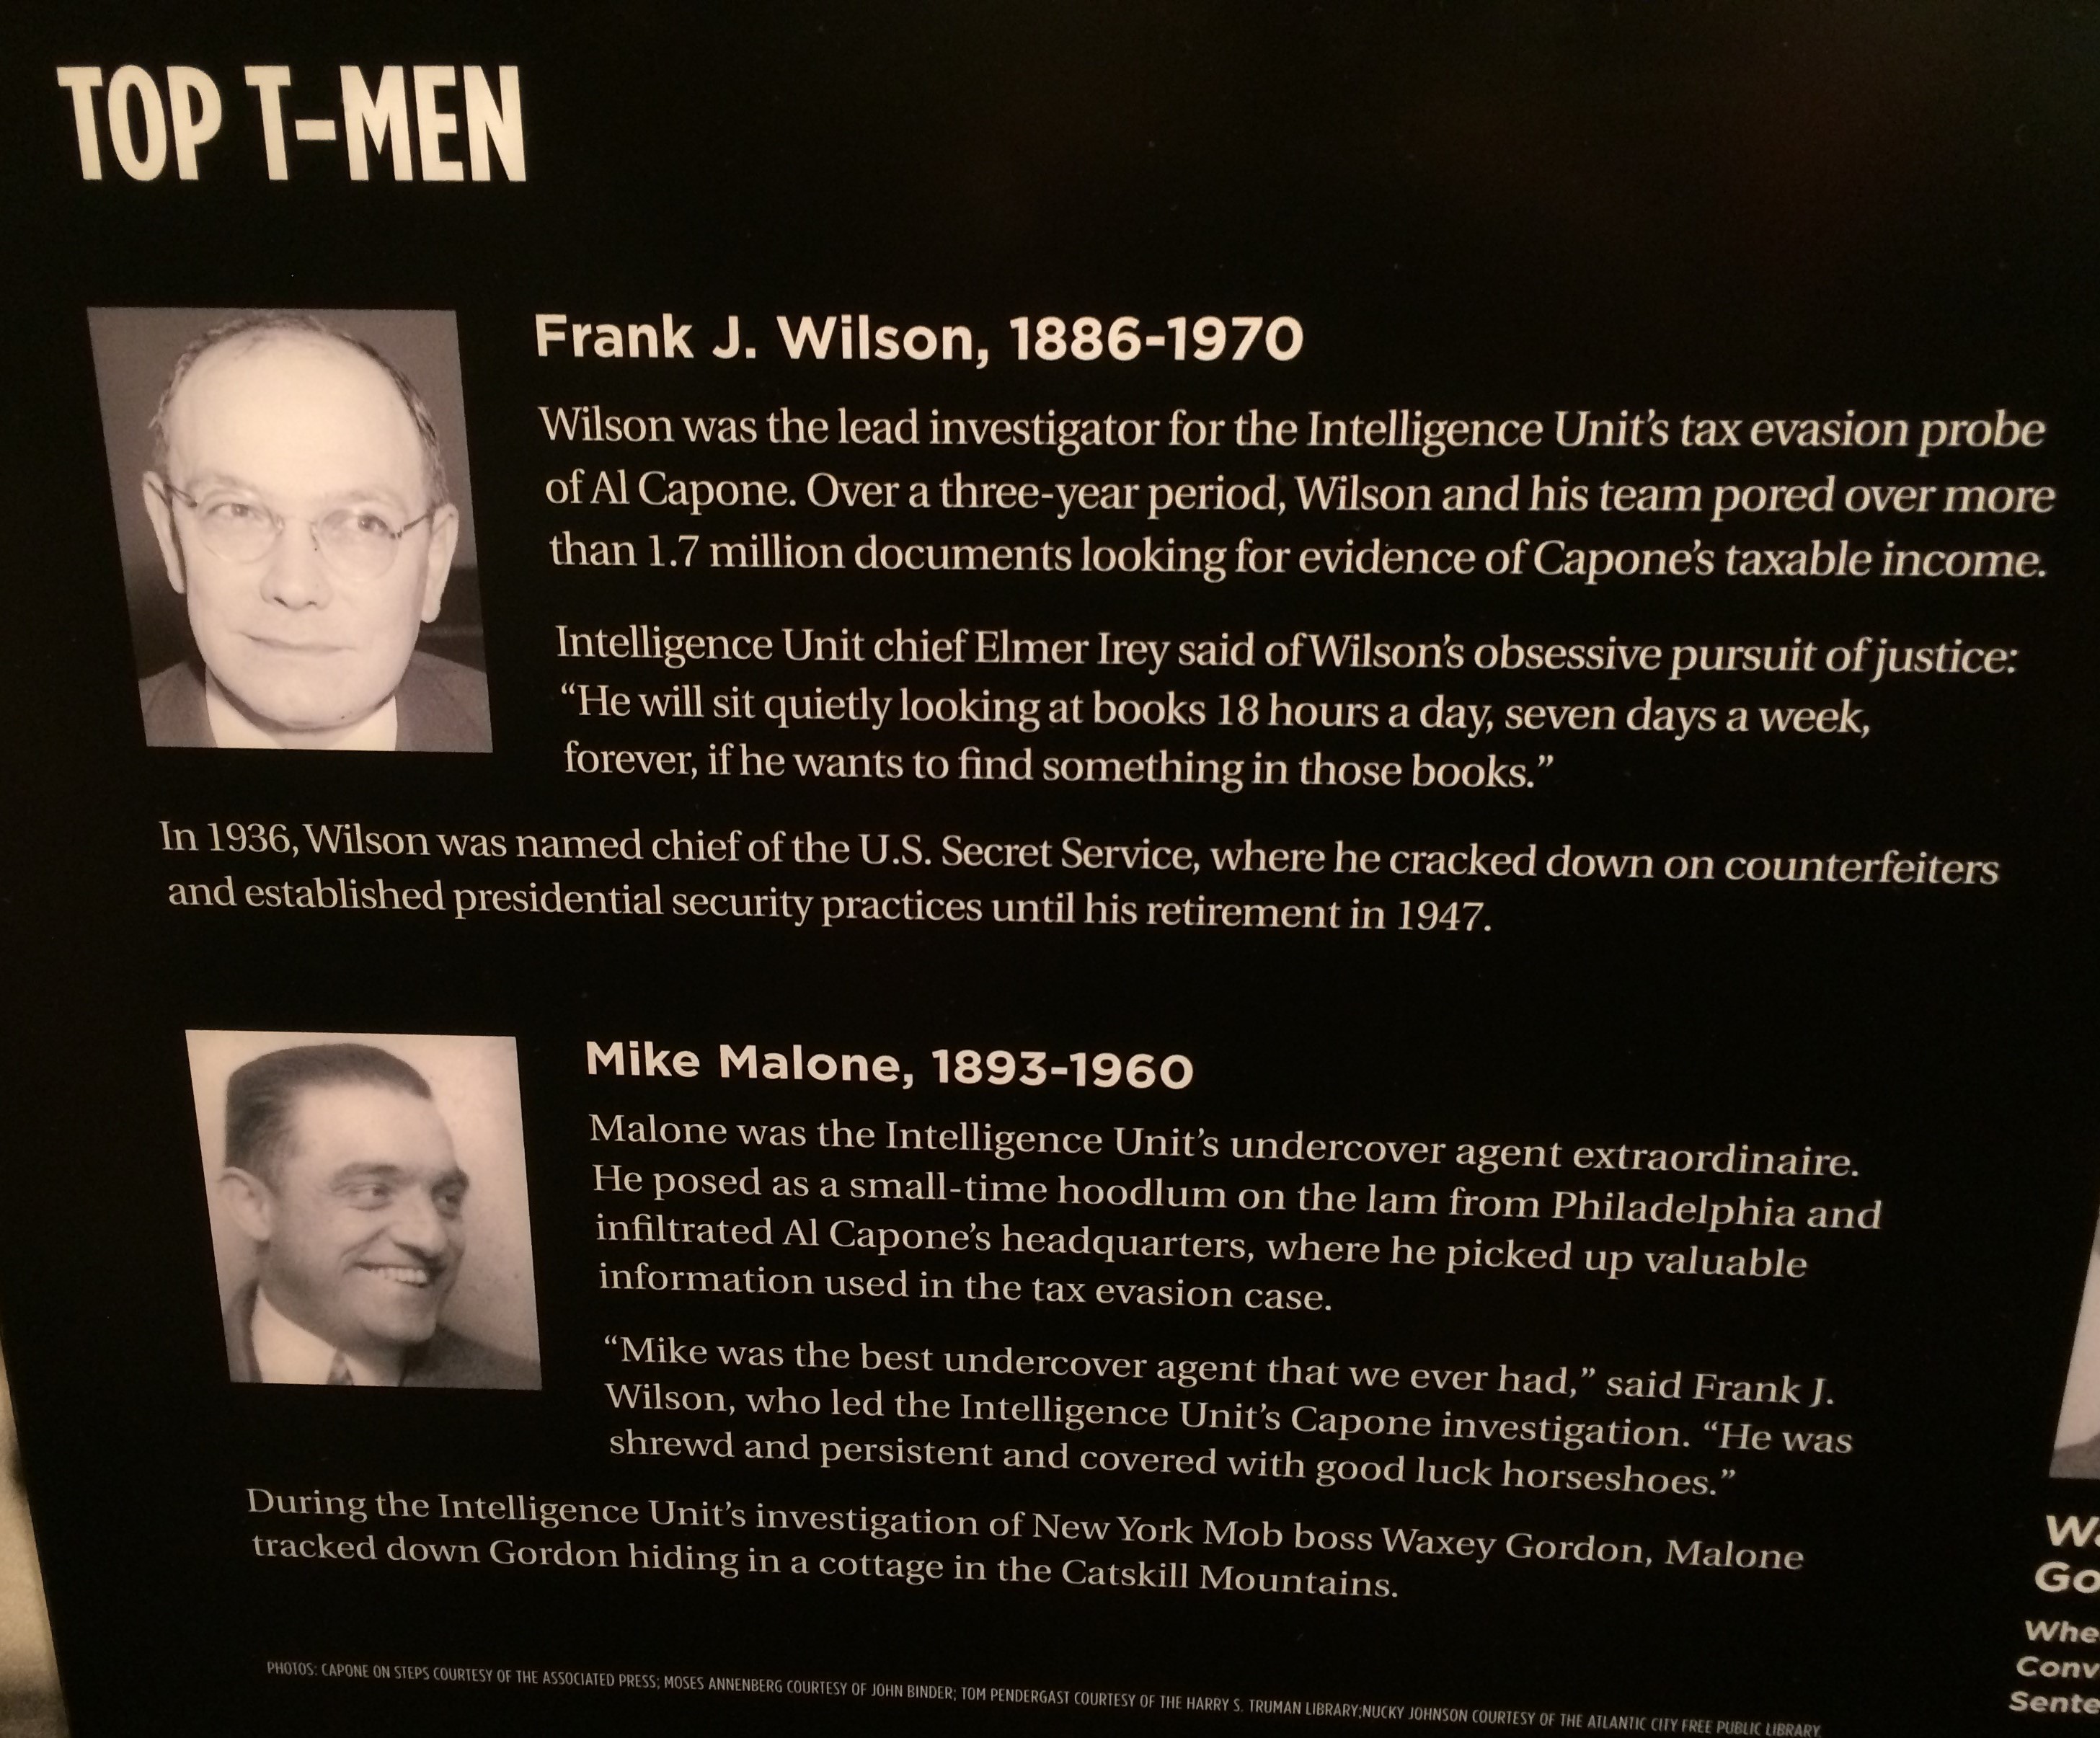 TOP T-MEN
Frank J. Wilson, 1886-1970
Wilson was the lead investigator for the Intelligence Unit's tax evasion probe
of Al Capone. Over a three-year period, Wilson and his team pored over more
than 1.7 million documents looking for evidence of Capone's taxable income.
Intelligence Unit chief Elmer Irey said of Wilson's obsessive pursuit of justice:
“He will sit quietly looking at books 18 hours a day, seven days a week,
forever, if he wants to find something in those books.”
In 1936, Wilson was named chief of the U.S. Secret Service, where he cracked down on counterfeiters
and established presidential security practices until his retirement in 1947.
Mike Malone, 1893-1960
Malone was the Intelligence Unit's undercover agent extraordinaire.
He posed as a small-time hoodlum on the lam from Philadelphia and
infiltrated Al Capone's headquarters, where he picked up valuable
information used in the tax evasion case.
“Mike was the best undercover agent that we ever had,” said Frank J.
Wilson, who led the Intelligence Unit's Capone investigation. “He was
shrewd and persistent and covered with good luck horseshoes.”
During the Intelligence Unit's investigation of New York Mob boss Waxey Gordon, Malone
tracked down Gordon hiding in a cottage in the Catskill Mountains.
PHOTOS: CAPONE ON STEPS COURTESY OF THE ASSOCIATED PRESS; MOSES ANNENBERG COURTESY OF JOHN BINDER; TOM PENDERGAST COURTESY OF THE HARRY S. TRUMAN LIBRARY;NUCKY JOHNSON COURTESY OF THE ATLANTIC CITY FREE PUBLIC LIBRARY.